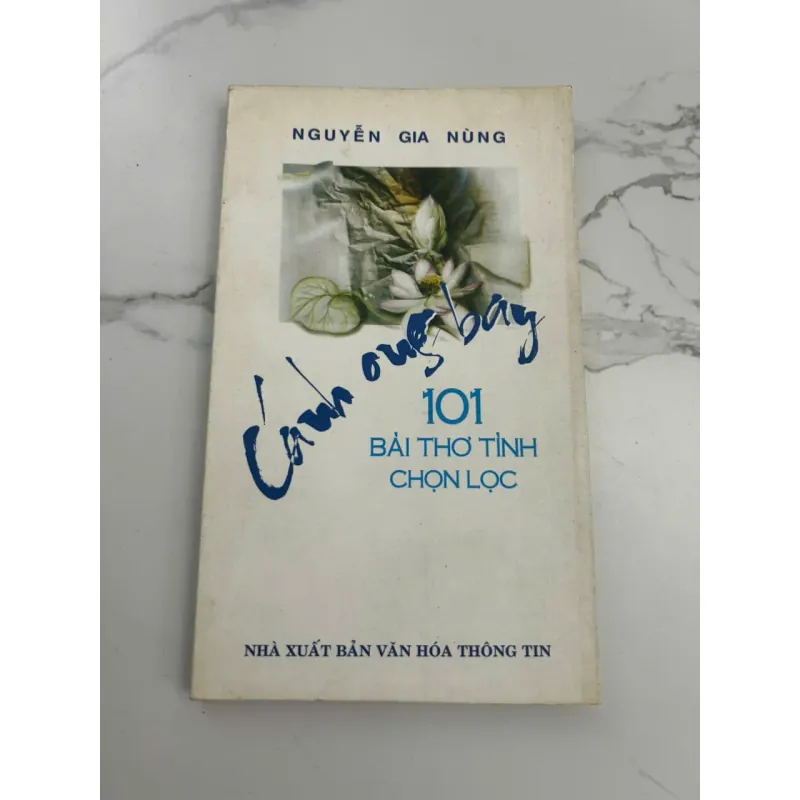 NGUYỄN GIA NÙNG
Cánh ong bay
101
BÀI THƠ TÌNH
CHỌN LỌC
NHÀ XUẤT BẢN VĂN HÓA THÔNG TIN